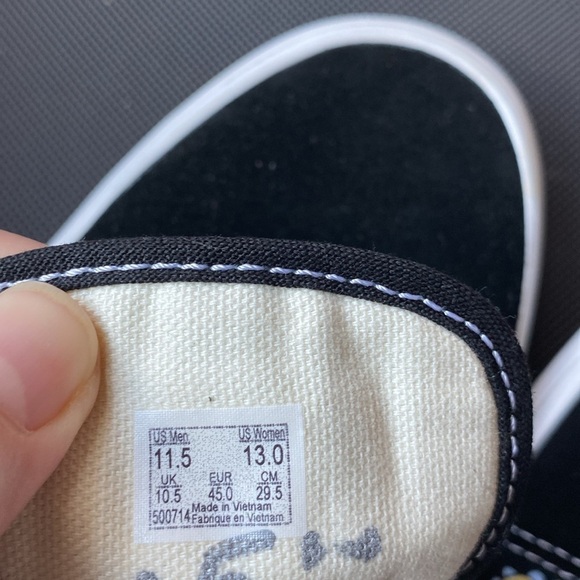 US Men US Women
11.5 13.0
UK EUR CM
10.5 45.0 29.5
Made in Vietnam
500714 Fabrique en Vietnam